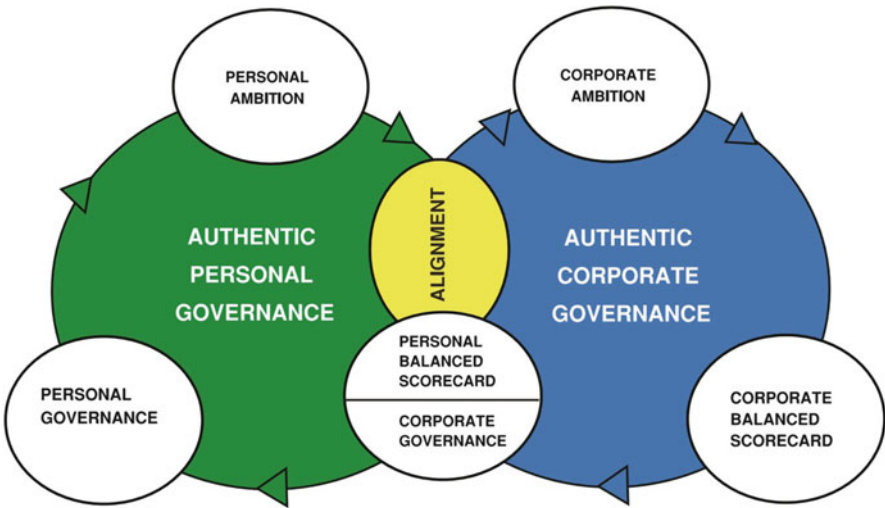 PERSONAL
AMBITION
CORPORATE
AMBITION
AUTHENTIC
PERSONAL
GOVERNANCE
ALIGNMENT
AUTHENTIC
CORPORATE
GOVERNANCE
PERSONAL
GOVERNANCE
PERSONAL
BALANCED
SCORECARD
CORPORATE
GOVERNANCE
CORPORATE
BALANCED
SCORECARD